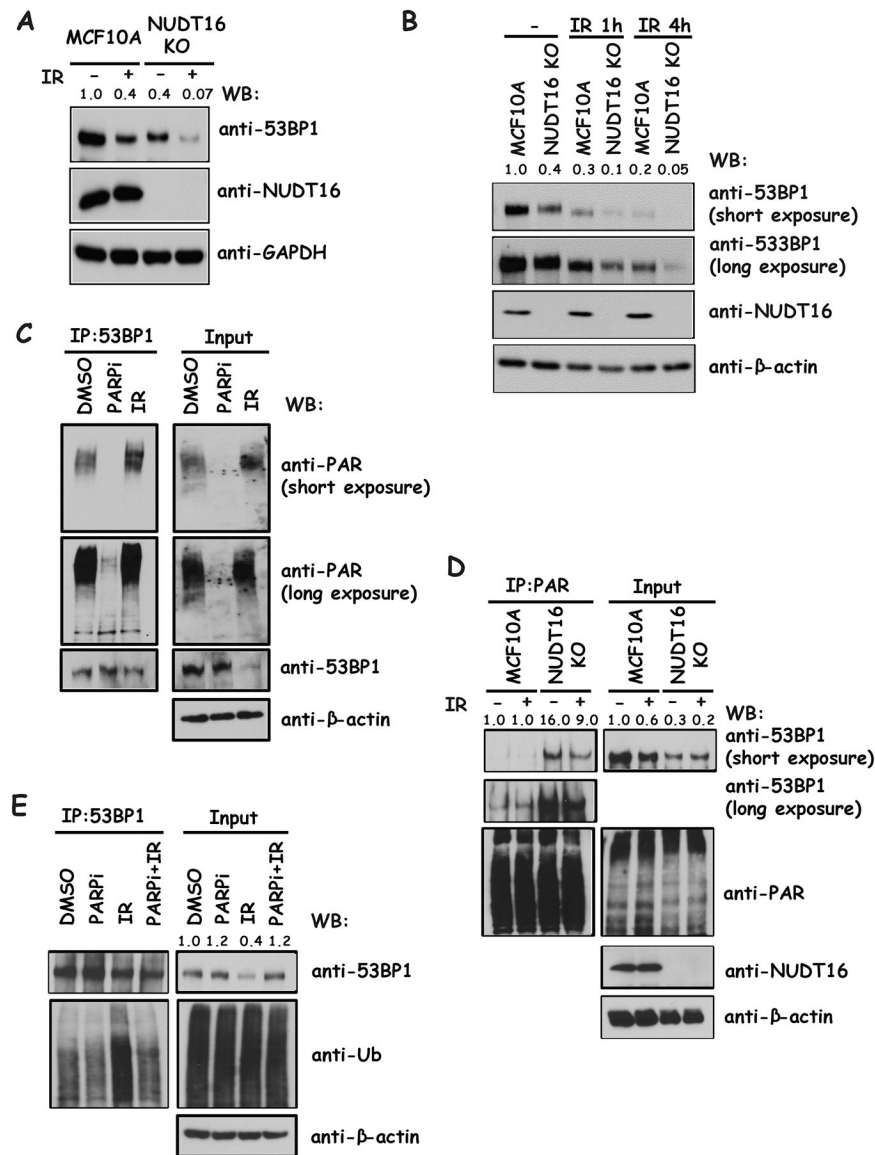 A
MCF10A NUDT16 KO
IR - + - +
1.0 0.4 0.4 0.07 WB:
anti-53BP1
anti-NUDT16
anti-GAPDH
B
- IR 1h IR 4h
MCF10A NUDT16 KO MCF10A NUDT16 KO MCF10A NUDT16 KO
WB:
1.0 0.4 0.3 0.1 0.2 0.05
anti-53BP1
(short exposure)
anti-533BP1
(long exposure)
anti-NUDT16
anti-β-actin
C
IP:53BP1 Input
DMSO PARPi IR DMSO PARPi IR
WB:
anti-PAR
(short exposure)
anti-PAR
(long exposure)
anti-53BP1
anti-β-actin
D
IP:PAR Input
MCF10A NUDT16 KO MCF10A NUDT16 KO
IR - + - + - + - +
1.0 1.0 16.0 9.0 1.0 0.6 0.3 0.2 WB:
anti-53BP1
(short exposure)
anti-53BP1
(long exposure)
anti-PAR
anti-NUDT16
anti-β-actin
E
IP:53BP1 Input
DMSO PARPi IR PARPi+IR DMSO PARPi IR PARPi+IR
WB:
1.0 1.2 0.4 1.2
anti-53BP1
anti-Ub
anti-β-actin